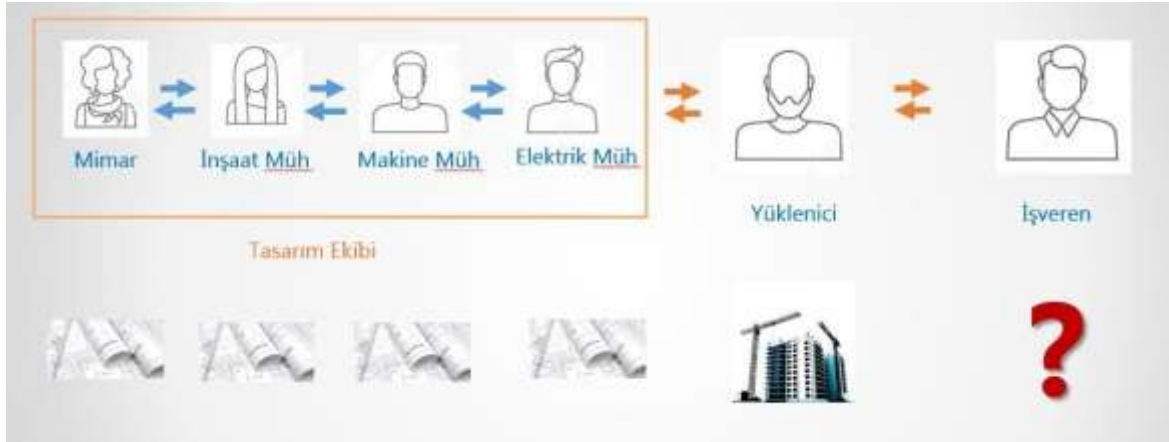 Mimar
İnşaat Müh
Makine Müh
Elektrik Müh
Yüklenici
İşveren
Tasarım Ekibi
?